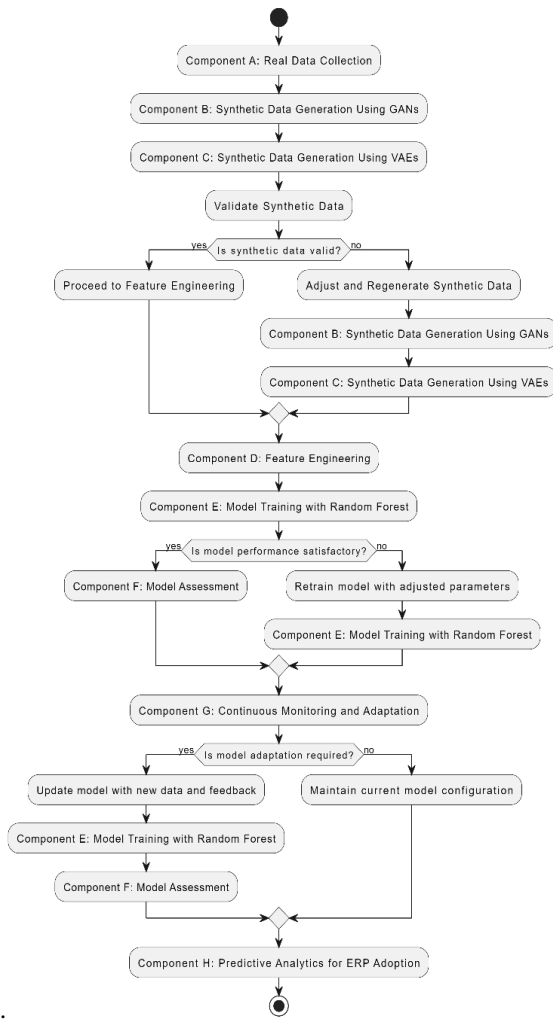 Component A: Real Data Collection
Component B: Synthetic Data Generation Using GANs
Component C: Synthetic Data Generation Using VAEs
Validate Synthetic Data
yes
Is synthetic data valid?
no
Proceed to Feature Engineering
Adjust and Regenerate Synthetic Data
Component B: Synthetic Data Generation Using GANs
Component C: Synthetic Data Generation Using VAEs
Component D: Feature Engineering
Component E: Model Training with Random Forest
yes
Is model performance satisfactory?
no
Component F: Model Assessment
Retrain model with adjusted parameters
Component E: Model Training with Random Forest
Component G: Continuous Monitoring and Adaptation
yes
Is model adaptation required?
no
Update model with new data and feedback
Maintain current model configuration
Component E: Model Training with Random Forest
Component F: Model Assessment
Component H: Predictive Analytics for ERP Adoption
.